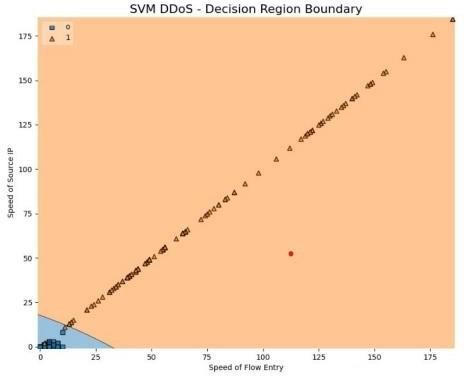 SVM DDoS - Decision Region Boundary
0
1
175
150
125
100
75
50
25
0
Speed of Source IP
0 25 50 75 100 125 150 175
Speed of Flow Entry